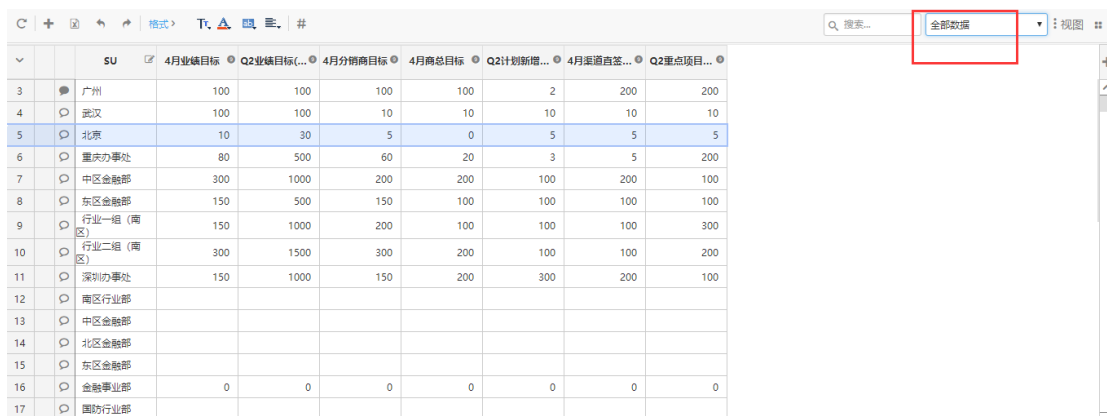 格式 搜索... 全部数据 视图
SU 4月业绩目标 Q2业绩目标(... 4月分销商目标 4月商总目标 Q2计划新增... 4月渠道直签... Q2重点项目...
3 广州 100 100 100 100 2 200 200
4 武汉 100 100 10 10 10 10 10
5 北京 10 30 5 0 5 5 5
6 重庆办事处 80 500 60 20 3 5 200
7 中区金融部 300 1000 200 200 100 200 100
8 东区金融部 150 500 150 100 100 100 100
9 行业一组（南区） 150 1000 200 100 100 100 300
10 行业二组（南区） 300 1500 300 200 100 100 200
11 深圳办事处 150 1000 150 200 300 200 100
12 南区行业部
13 中区金融部
14 北区金融部
15 东区金融部
16 金融事业部 0 0 0 0 0 0 0
17 国防行业部